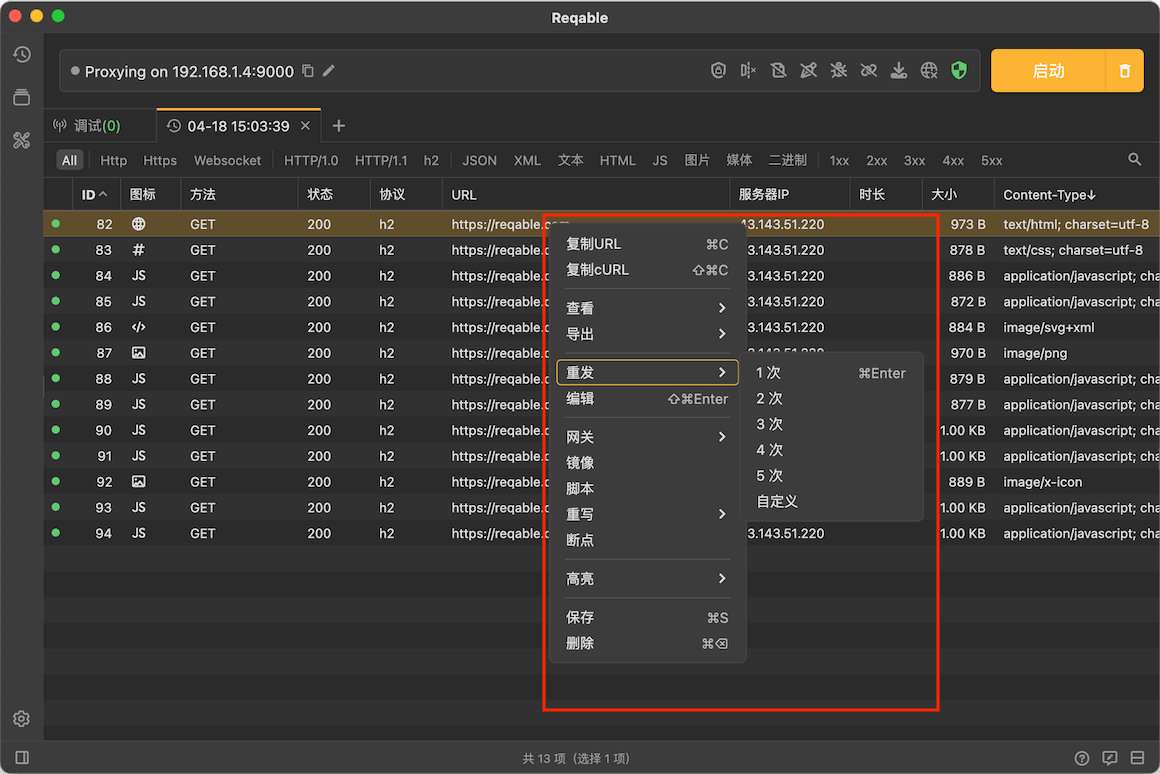 Reqable
Proxying on 192.168.1.4:9000
启动
调试(0)
04-18 15:03:39
All Http Https Websocket HTTP/1.0 HTTP/1.1 h2 JSON XML 文本 HTML JS 图片 媒体 二进制 1xx 2xx 3xx 4xx 5xx
ID 图标 方法 状态 协议 URL 服务器IP 时长 大小 Content-Type↓
82 GET 200 h2 https://reqable.com 43.143.51.220 973 B text/html; charset=utf-8
83 # GET 200 h2 https://reqable.c 3.143.51.220 878 B text/css; charset=utf-8
84 JS GET 200 h2 https://reqable.c 3.143.51.220 886 B application/javascript; cha
85 JS GET 200 h2 https://reqable.c 3.143.51.220 872 B application/javascript; cha
86 </> GET 200 h2 https://reqable.c 3.143.51.220 884 B image/svg+xml
87 GET 200 h2 https://reqable.c 3.143.51.220 970 B image/png
88 JS GET 200 h2 https://reqable.c 879 B application/javascript; cha
89 JS GET 200 h2 https://reqable.c 877 B application/javascript; cha
90 JS GET 200 h2 https://reqable.c 1.00 KB application/javascript; cha
91 JS GET 200 h2 https://reqable.c 1.00 KB application/javascript; cha
92 GET 200 h2 https://reqable.c 889 B image/x-icon
93 JS GET 200 h2 https://reqable.c 1.00 KB application/javascript; cha
94 JS GET 200 h2 https://reqable.c 3.143.51.220 1.00 KB application/javascript; cha
复制URL ⌘C
复制cURL ⇧⌘C
查看
导出
重发
编辑 ⇧⌘Enter
网关
镜像
脚本
重写
断点
高亮
保存 ⌘S
删除 ⌘⌫
1 次 ⌘Enter
2 次
3 次
4 次
5 次
自定义
共 13 项（选择 1 项）